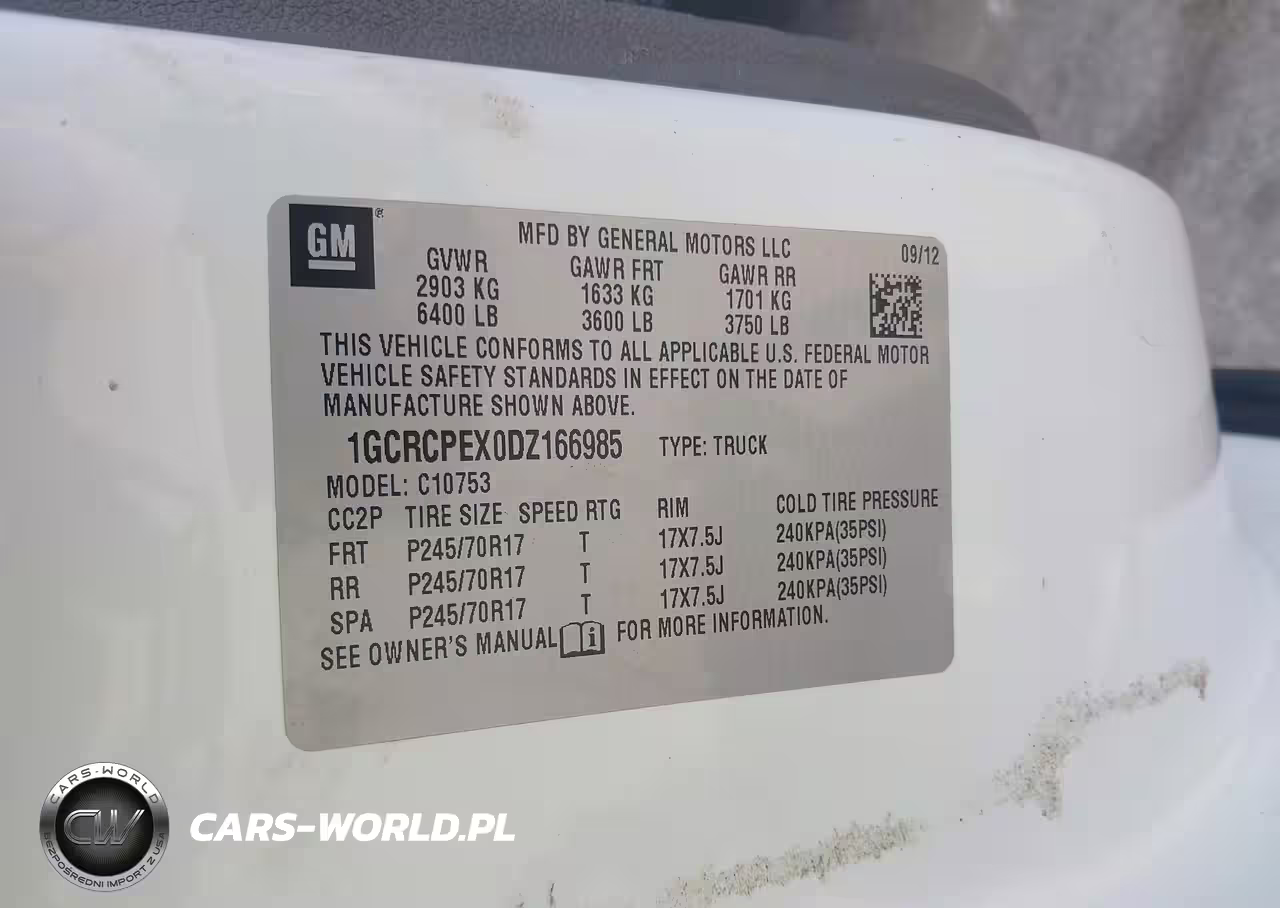 GM
MFD BY GENERAL MOTORS LLC
09/12
GVWR GAWR FRT GAWR RR
2903 KG 1633 KG 1701 KG
6400 LB 3600 LB 3750 LB
THIS VEHICLE CONFORMS TO ALL APPLICABLE U.S. FEDERAL MOTOR
VEHICLE SAFETY STANDARDS IN EFFECT ON THE DATE OF
MANUFACTURE SHOWN ABOVE.
1GCRCPEX0DZ166985 TYPE: TRUCK
MODEL: C10753
CC2P TIRE SIZE SPEED RTG RIM COLD TIRE PRESSURE
FRT P245/70R17 T 17X7.5J 240KPA(35PSI)
RR P245/70R17 T 17X7.5J 240KPA(35PSI)
SPA P245/70R17 T 17X7.5J 240KPA(35PSI)
SEE OWNER'S MANUAL i FOR MORE INFORMATION.
CARS-WORLD
CW
BEZPOŚREDNI IMPORT Z USA
CARS-WORLD.PL